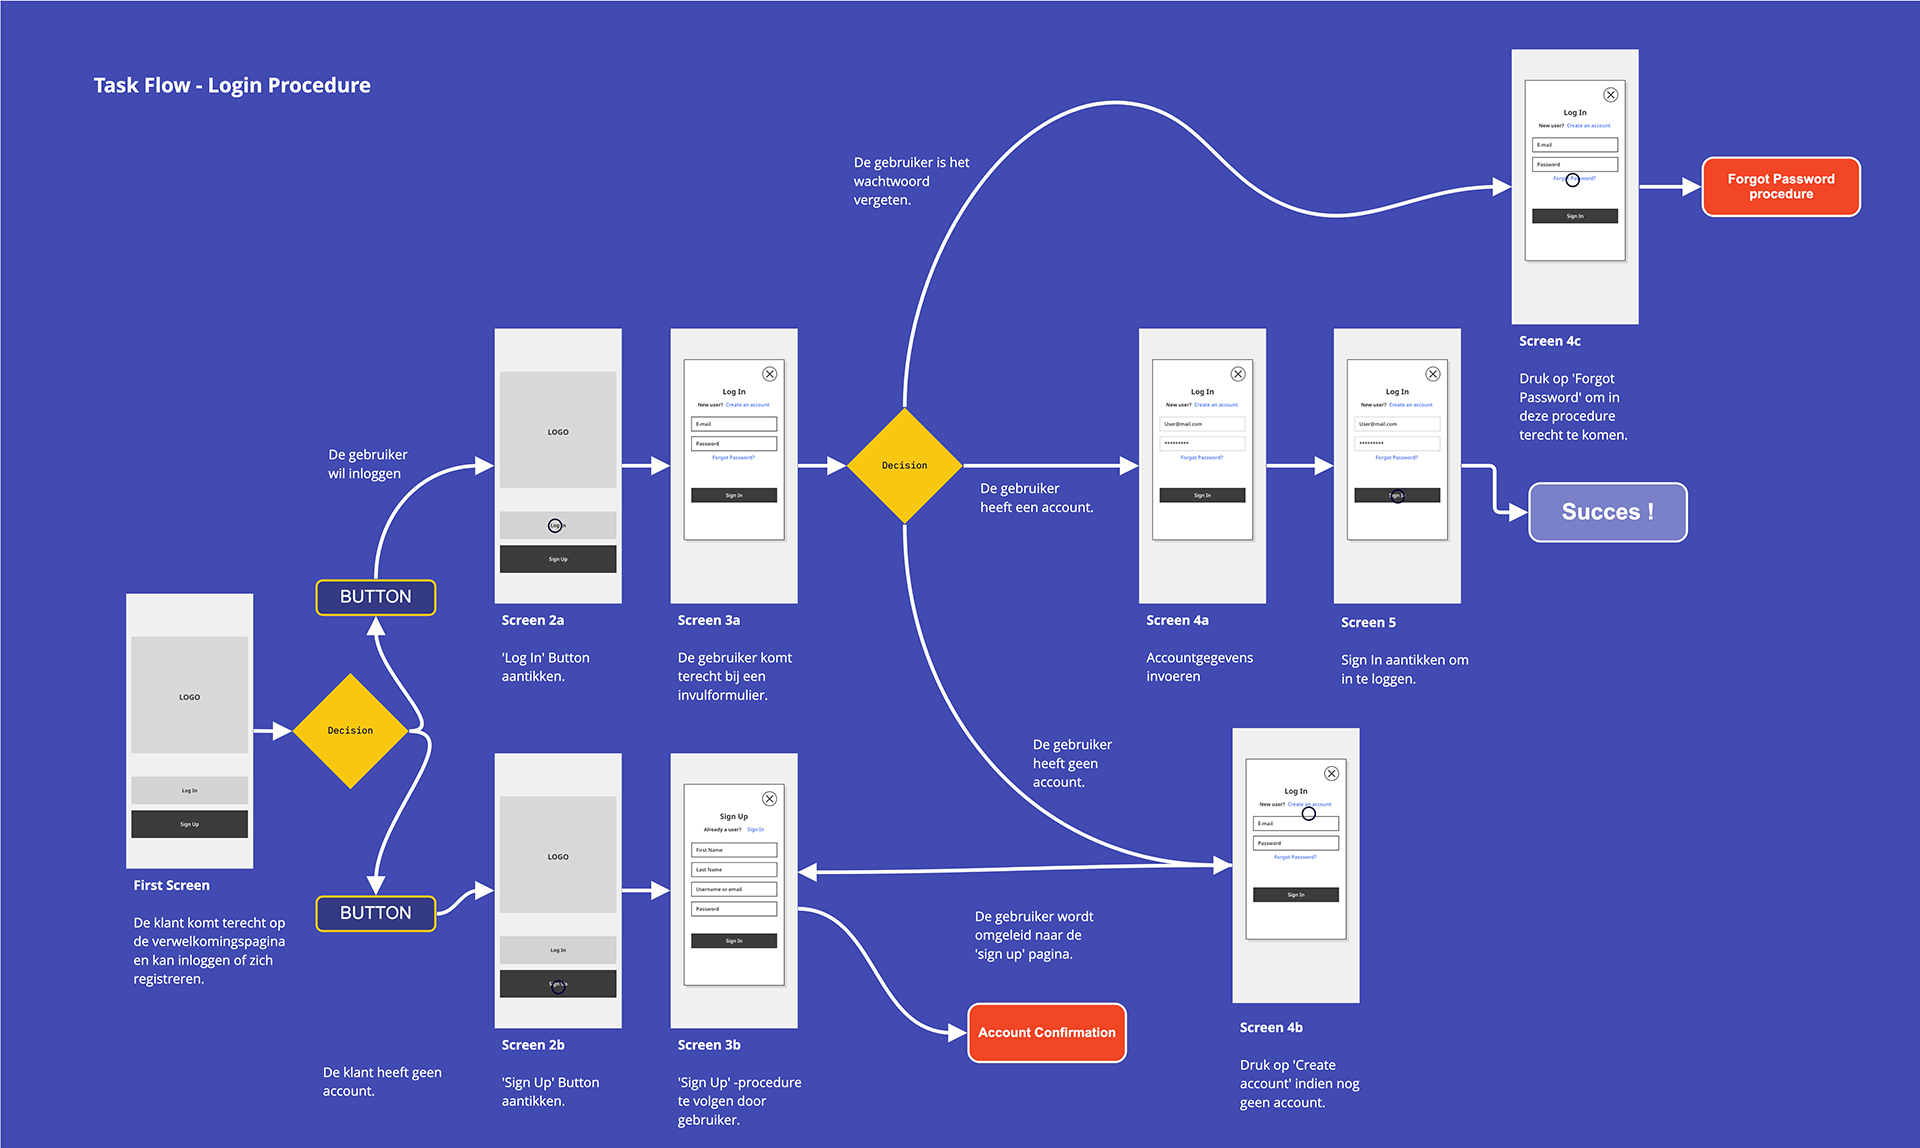 Task Flow - Login Procedure
LOGO
Log In
Sign Up
First Screen
De klant komt terecht op
de verwelkomingspagina
en kan inloggen of zich
registreren.
Decision
BUTTON
De gebruiker
wil inloggen
BUTTON
De klant heeft geen
account.
LOGO
Sign Up
Screen 2a
'Log In' Button
aantikken.
Log In
New user? Create an account
E-mail
Password
Forgot Password?
Sign In
Screen 3a
De gebruiker komt
terecht bij een
invulformulier.
LOGO
Log In
Sign Up
Screen 2b
'Sign Up' Button
aantikken.
Sign Up
Already a user? Sign In
First Name
Last Name
Username or email
Password
Sign In
Screen 3b
'Sign Up' -procedure
te volgen door
gebruiker.
Decision
De gebruiker is het
wachtwoord
vergeten.
De gebruiker
heeft een account.
De gebruiker
heeft geen
account.
De gebruiker wordt
omgeleid naar de
'sign up' pagina.
Account Confirmation
Log In
New user? Create an account
User@mail.com
*********
Forgot Password?
Sign In
Screen 4a
Accountgegevens
invoeren
Log In
New user? Create an account
User@mail.com
*********
Forgot Password?
Sign In
Screen 5
Sign In aantikken om
in te loggen.
Succes !
Log In
New user? Create an account
E-mail
Password
Forgot Password?
Sign In
Screen 4b
Druk op 'Create
account' indien nog
geen account.
Log In
New user? Create an account
E-mail
Password
Forgot Password?
Sign In
Screen 4c
Druk op 'Forgot
Password' om in
deze procedure
terecht te komen.
Forgot Password
procedure